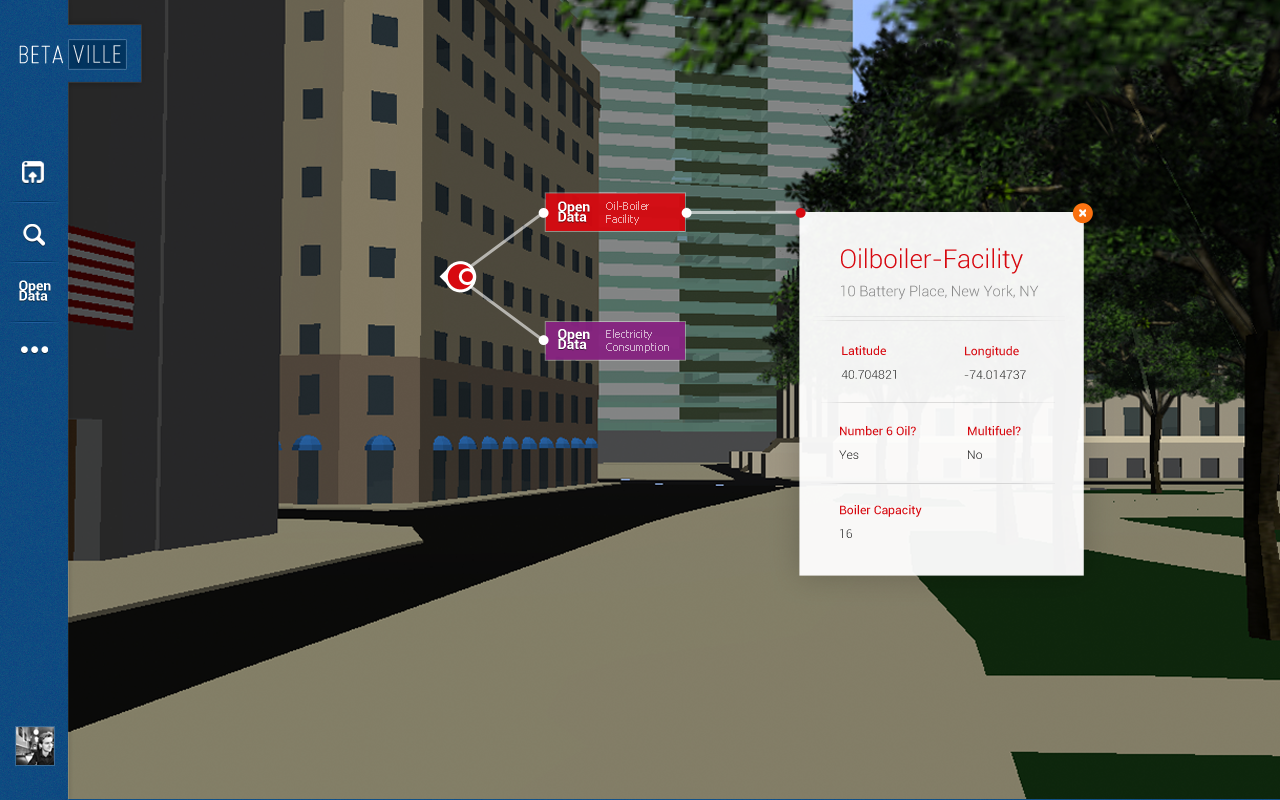 BETA VILLE
Open
Data
Open
Data
Oil-Boiler
Facility
Open
Data
Electricity
Consumption
Oilboiler-Facility
10 Battery Place, New York, NY
Latitude
Longitude
40.704821
-74.014737
Number 6 Oil?
Multifuel?
Yes
No
Boiler Capacity
16